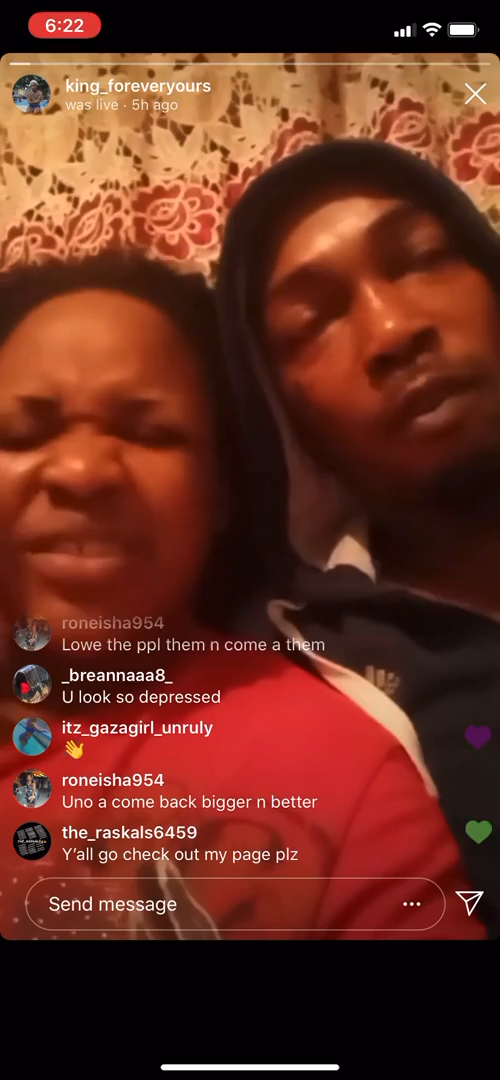 6:22
king_foreveryours
was live · 5h ago
roneisha954
Lowe the ppl them n come a them
_breannaaa8_
U look so depressed
itz_gazagirl_unruly
👋
roneisha954
Uno a come back bigger n better
the_raskals6459
Y'all go check out my page plz
Send message